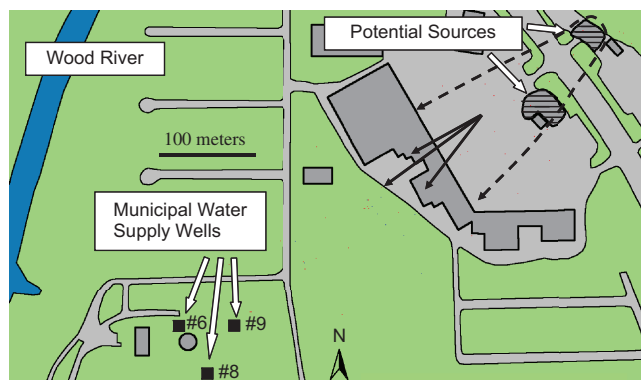 Potential Sources
Wood River
100 meters
Municipal Water
Supply Wells
#6
#9
#8
N